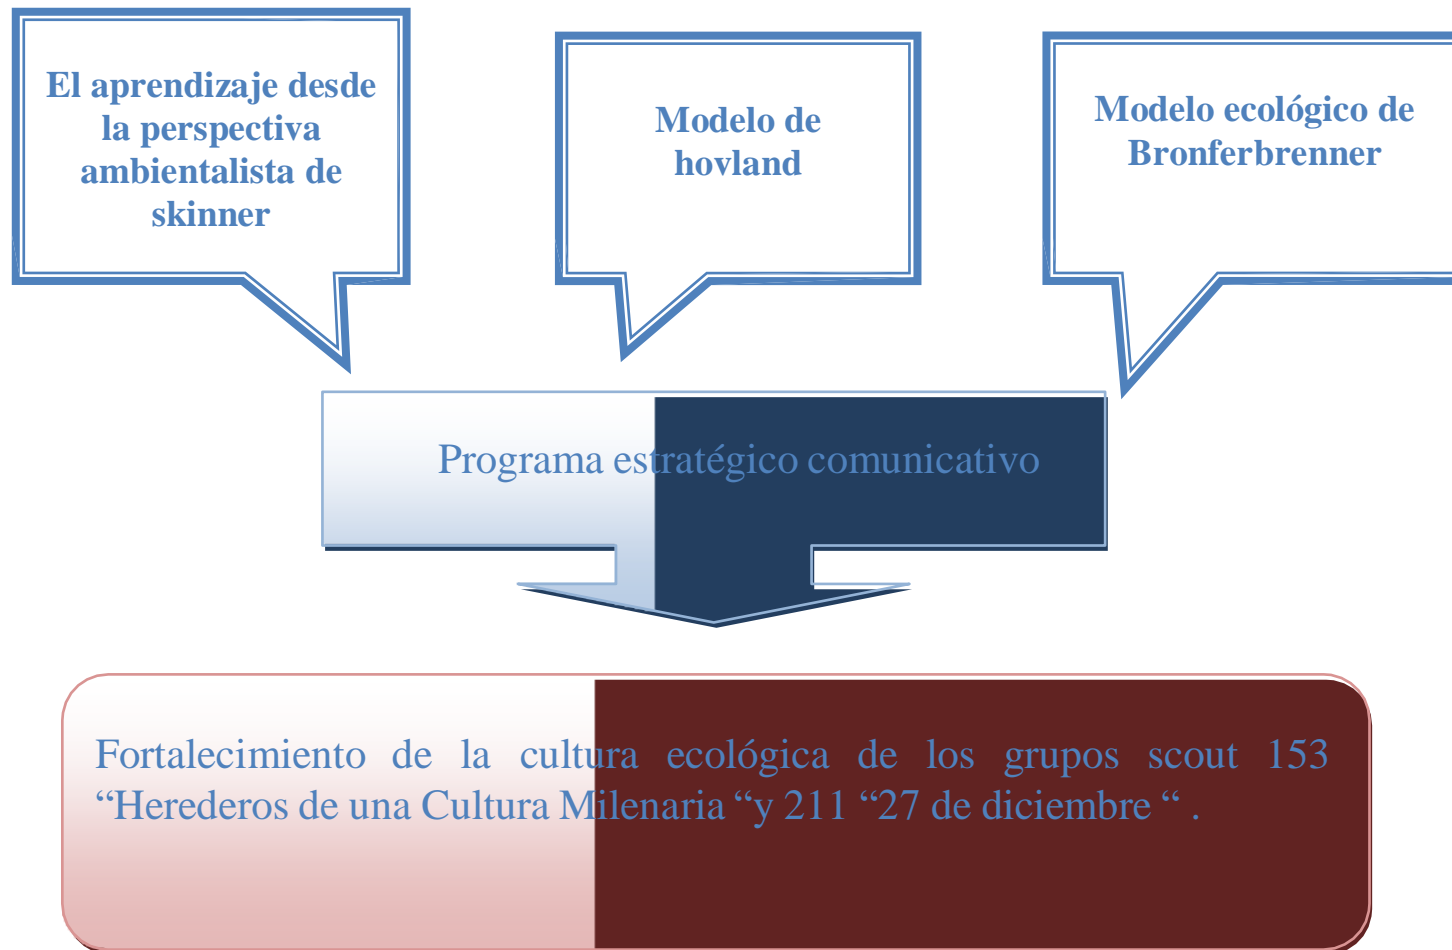 El aprendizaje desde
la perspectiva
ambientalista de
skinner
Modelo de
hovland
Modelo ecológico de
Bronferbrenner
Programa estratégico comunicativo
Fortalecimiento de la cultura ecológica de los grupos scout 153
“Herederos de una Cultura Milenaria “y 211 “27 de diciembre “ .